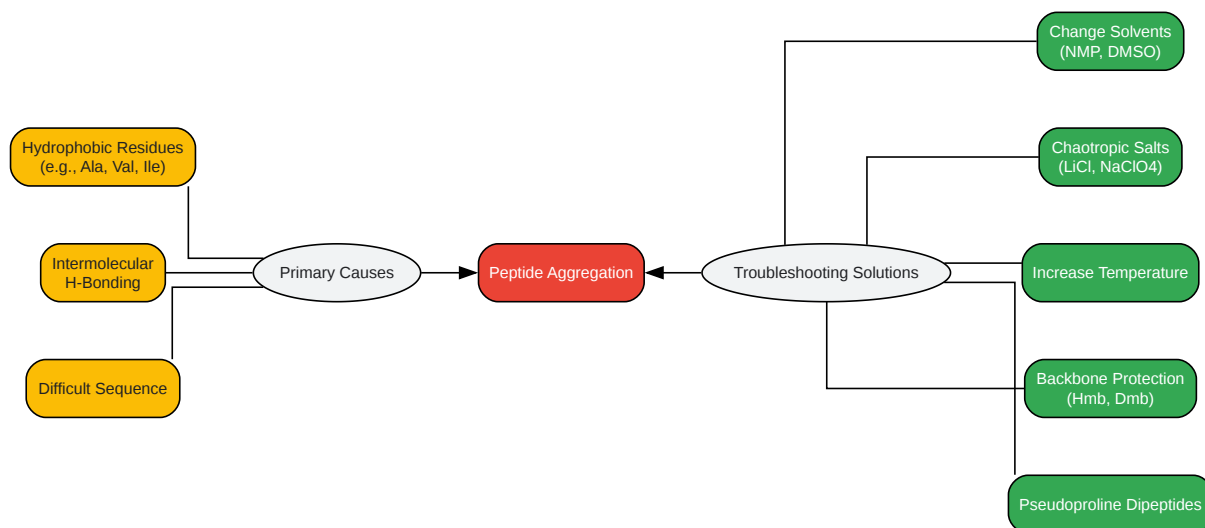 Change Solvents
(NMP, DMSO)
Hydrophobic Residues
(e.g., Ala, Val, Ile)
Chaotropic Salts
(LiCl, NaClO4)
Intermolecular
H-Bonding
Primary Causes
Peptide Aggregation
Troubleshooting Solutions
Increase Temperature
Difficult Sequence
Backbone Protection
(Hmb, Dmb)
Pseudoproline Dipeptides